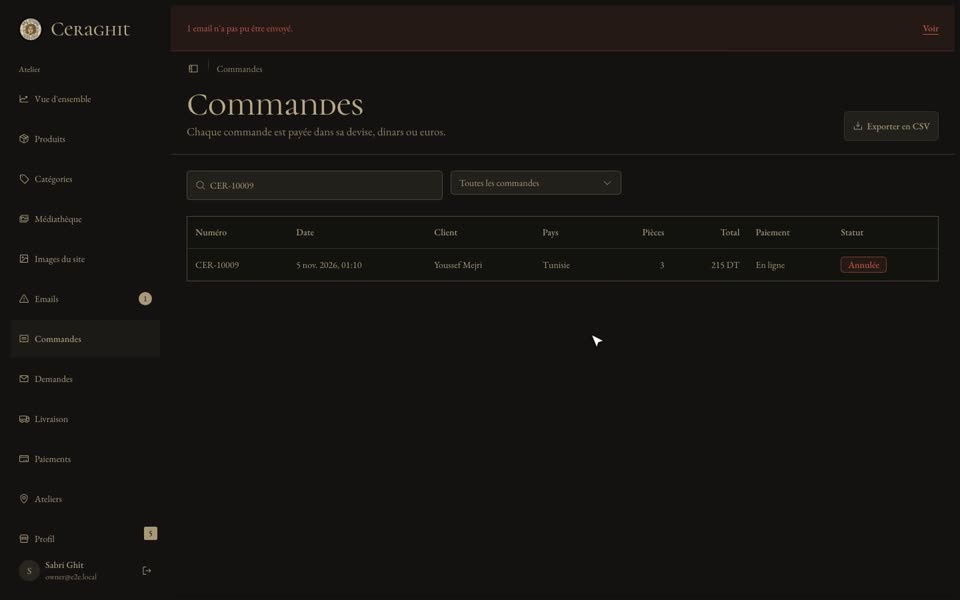 Ceraghit
Atelier
Vue d'ensemble
Produits
Catégories
Médiathèque
Images du site
Emails
1
Commandes
Demandes
Livraison
Paiements
Ateliers
Profil
5
S
Sabri Ghit
owner@e2e.local
1 email n'a pas pu être envoyé.
Voir
Commandes
Commandes
Chaque commande est payée dans sa devise, dinars ou euros.
Exporter en CSV
CER-10009
Toutes les commandes
Numéro Date Client Pays Pièces Total Paiement Statut
CER-10009 5 nov. 2026, 01:10 Youssef Mejri Tunisie 3 215 DT En ligne Annulée